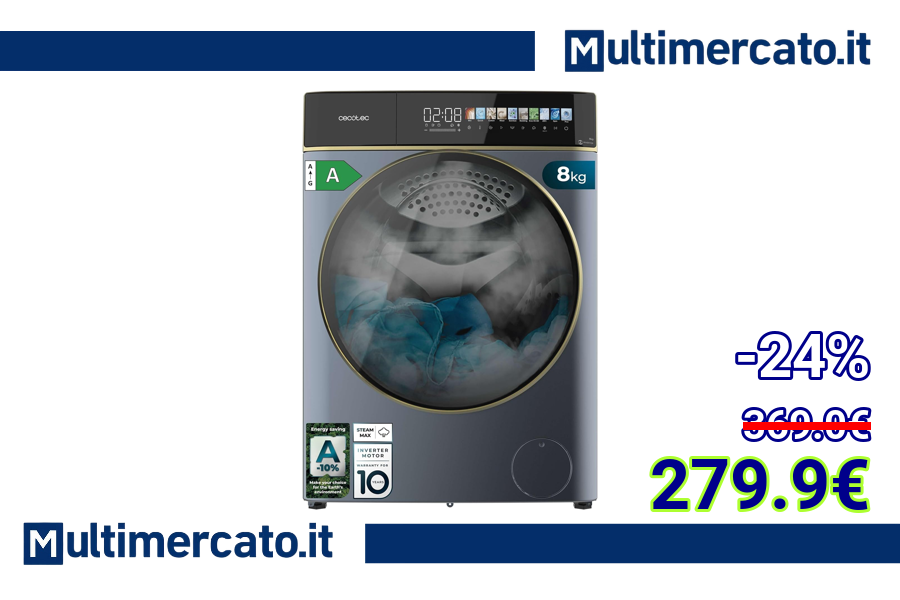 Multimercato.it
cecotec
02:08
A
G
A
8kg
-24%
369.0€
279.9€
Energy saving
A
-10%
Make your choice
for the Earth's
environment
STEAM
MAX
INVERTER
MOTOR
WARRANTY FOR
10 YEARS
Multimercato.it